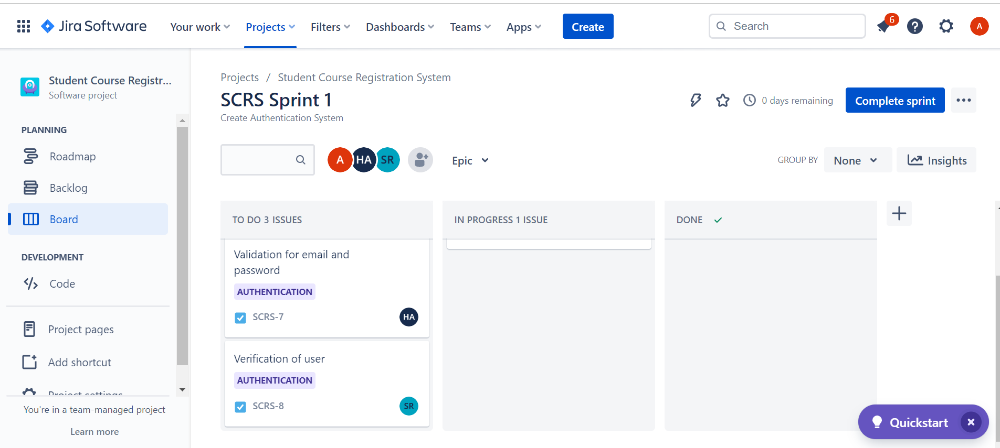 Jira Software
Your work
Projects
Filters
Dashboards
Teams
Apps
Create
Search
6
?
A
Student Course Registr...
Software project
PLANNING
Roadmap
Backlog
Board
DEVELOPMENT
Code
Project pages
Add shortcut
Project settings
You're in a team-managed project
Learn more
Projects / Student Course Registration System
SCRS Sprint 1
Create Authentication System
0 days remaining
Complete sprint
A
HA
SR
Epic
GROUP BY
None
Insights
TO DO 3 ISSUES
Validation for email and
password
AUTHENTICATION
SCRS-7
HA
Verification of user
AUTHENTICATION
SCRS-8
SR
IN PROGRESS 1 ISSUE
DONE
Quickstart